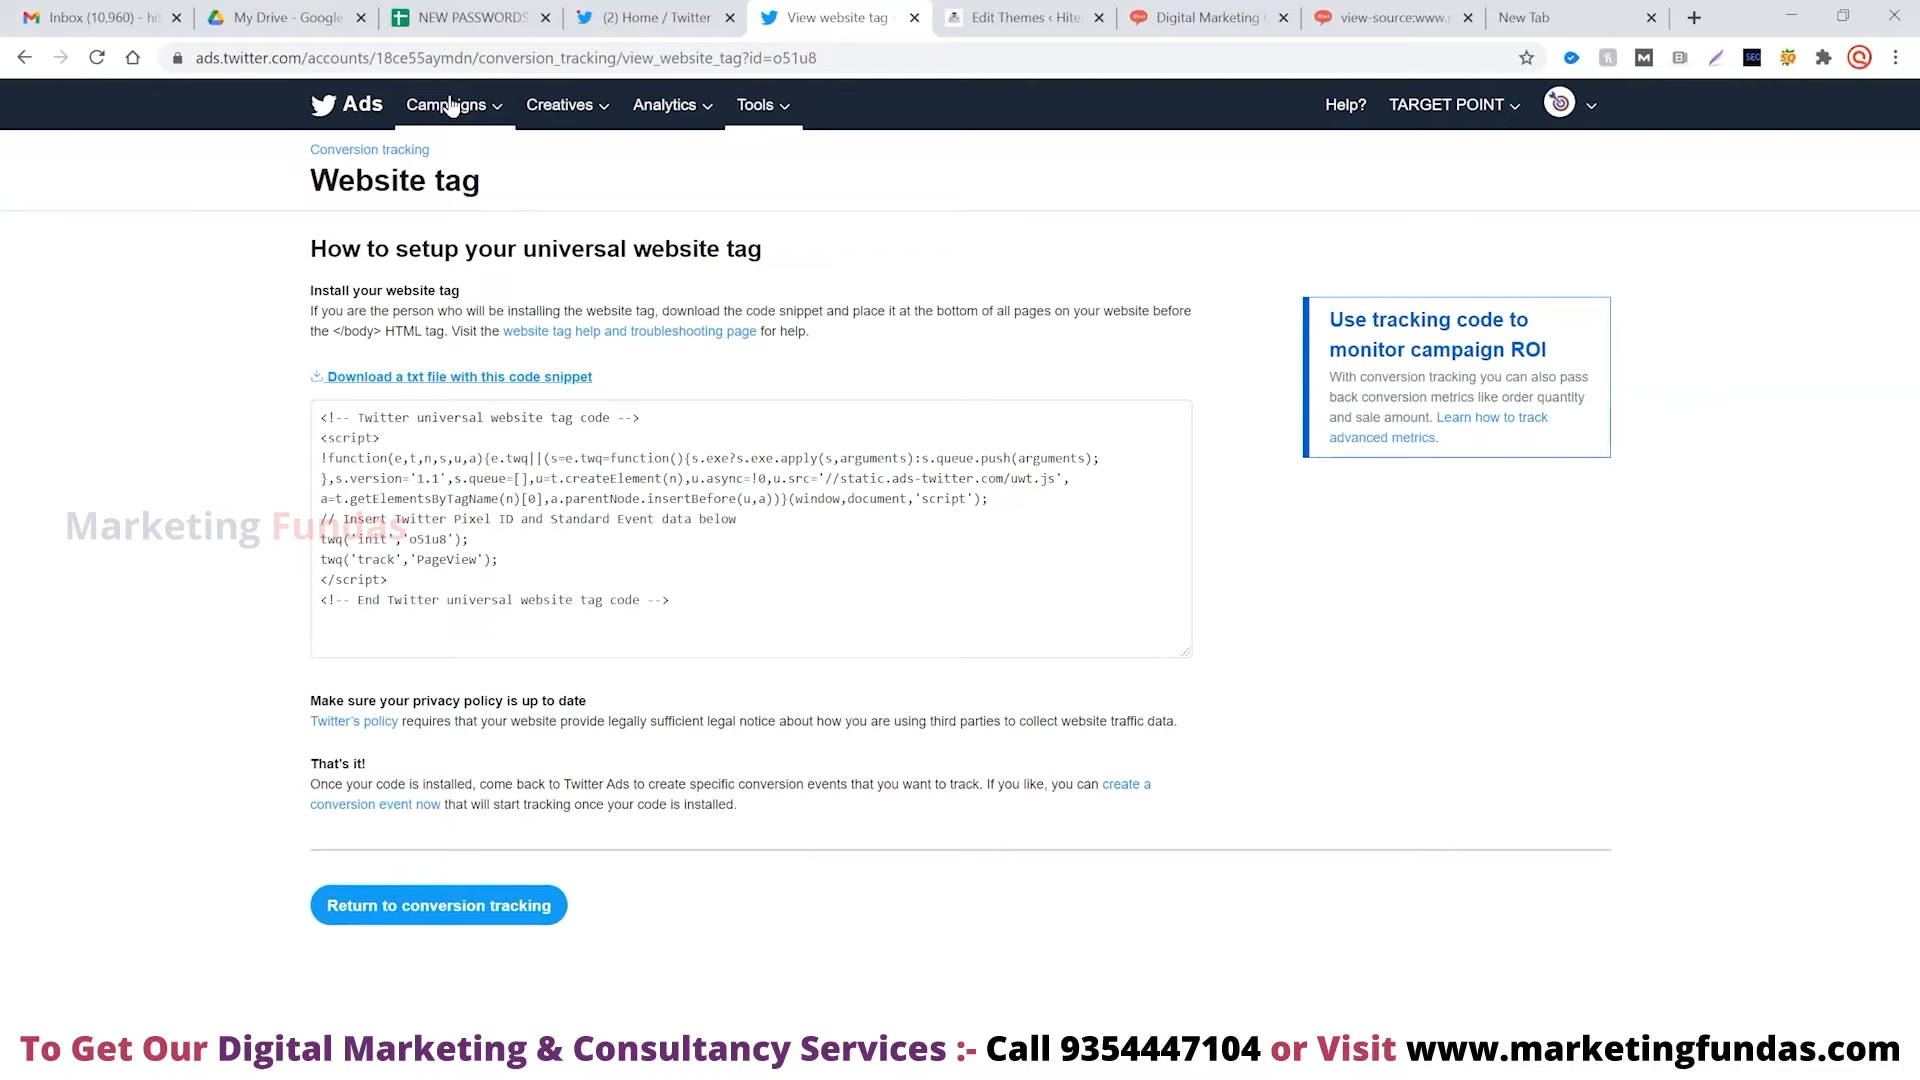 Inbox (10,960) - hit
My Drive - Google
NEW PASSWORDS
(2) Home / Twitter
View website tag
Edit Themes ‹ Hite
Digital Marketing
view-source:www.
New Tab
ads.twitter.com/accounts/18ce55aymdn/conversion_tracking/view_website_tag?id=o51u8
Ads
Campaigns
Creatives
Analytics
Tools
Help?
TARGET POINT
Conversion tracking
Website tag
How to setup your universal website tag
Install your website tag
If you are the person who will be installing the website tag, download the code snippet and place it at the bottom of all pages on your website before
the </body> HTML tag. Visit the website tag help and troubleshooting page for help.
Download a txt file with this code snippet
<!-- Twitter universal website tag code -->
<script>
!function(e,t,n,s,u,a){e.twq||(s=e.twq=function(){s.exe?s.exe.apply(s,arguments):s.queue.push(arguments);
},s.version='1.1',s.queue=[],u=t.createElement(n),u.async=!0,u.src='//static.ads-twitter.com/uwt.js',
a=t.getElementsByTagName(n)[0],a.parentNode.insertBefore(u,a))}(window,document,'script');
// Insert Twitter Pixel ID and Standard Event data below
twq('init','o51u8');
twq('track','PageView');
</script>
<!-- End Twitter universal website tag code -->
Marketing Fundas
Use tracking code to
monitor campaign ROI
With conversion tracking you can also pass
back conversion metrics like order quantity
and sale amount. Learn how to track
advanced metrics.
Make sure your privacy policy is up to date
Twitter's policy requires that your website provide legally sufficient legal notice about how you are using third parties to collect website traffic data.
That's it!
Once your code is installed, come back to Twitter Ads to create specific conversion events that you want to track. If you like, you can create a
conversion event now that will start tracking once your code is installed.
Return to conversion tracking
To Get Our Digital Marketing & Consultancy Services :- Call 9354447104 or Visit www.marketingfundas.com